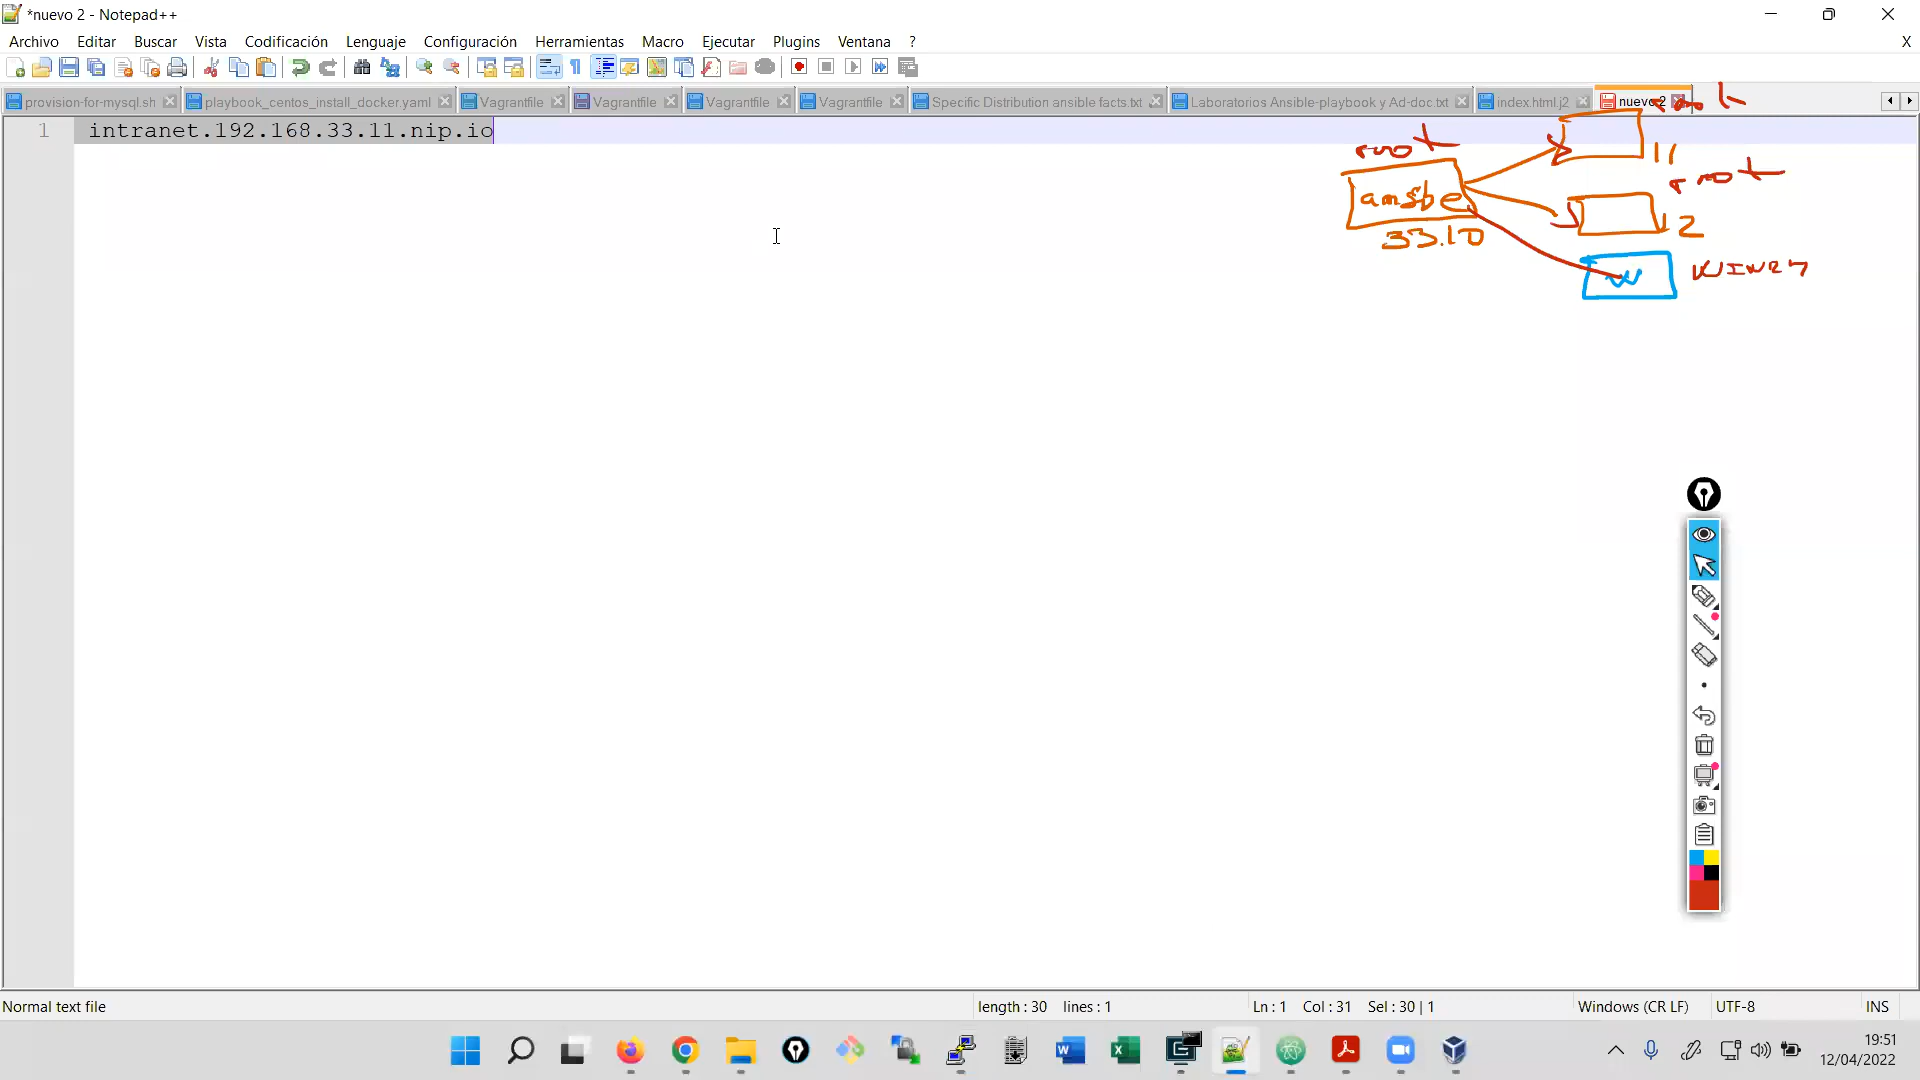 *nuevo 2 - Notepad++
Archivo Editar Buscar Vista Codificación Lenguaje Configuración Herramientas Macro Ejecutar Plugins Ventana ? X
provision-for-mysql.sh playbook_centos_install_docker.yaml Vagrantfile Vagrantfile Vagrantfile Vagrantfile Specific Distribution ansible facts.txt Laboratorios Ansible-playbook y Ad-doc.txt index.html.j2 nuevo 2
1 intranet.192.168.33.11.nip.io
root
11
root
ansbe
33.10
12
W
Normal text file length : 30 lines : 1 Ln : 1 Col : 31 Sel : 30 | 1 Windows (CR LF) UTF-8 INS
19:51
12/04/2022